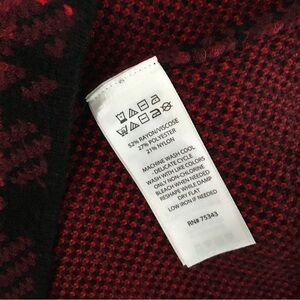 52% RAYON/VISCOSE
27% POLYESTER
21% NYLON
MACHINE WASH COOL
DELICATE CYCLE
WASH WITH LIKE COLORS
ONLY NON-CHLORINE
BLEACH WHEN NEEDED
RESHAPE WHILE DAMP
DRY FLAT
LOW IRON IF NEEDED
RN# 75343